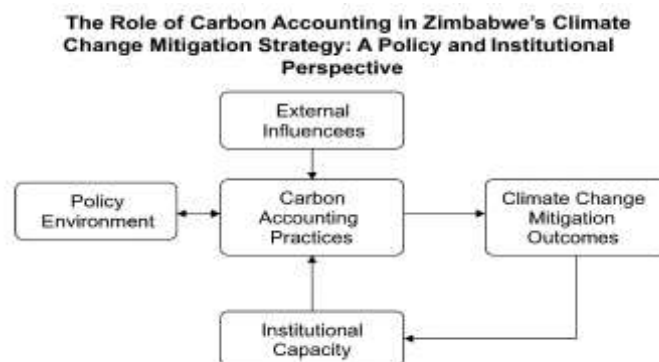 The Role of Carbon Accounting in Zimbabwe's Climate
Change Mitigation Strategy: A Policy and Institutional
Perspective
External
Influencees
Policy
Environment
Carbon
Accounting
Practices
Climate Change
Mitigation
Outcomes
Institutional
Capacity